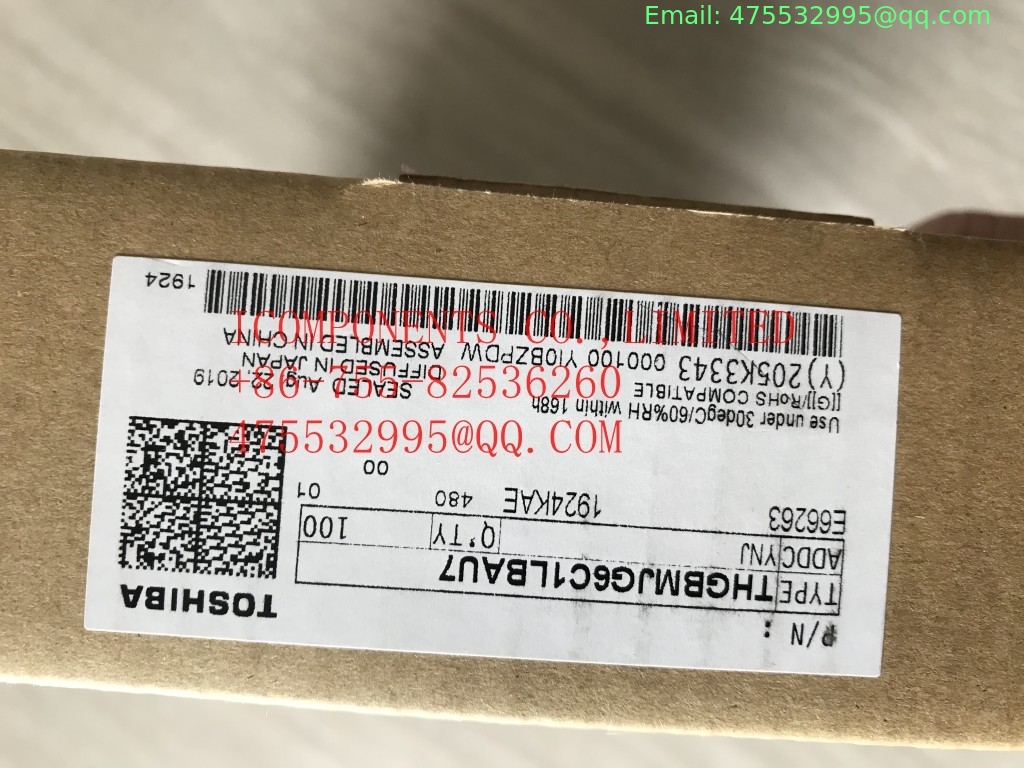 Email: 475532995@qq.com
ICOMPONENTS CO.,LIMITED
+86-755-82536260
475532995@QQ.COM
P/N :
TOSHIBA
TYPE THGBMJG6C1LBAU7
ADDC YNJ Q'TY 100
E66263 1924KAE 480 01
00
Use under 30degC/60%RH within 168h
[[G]]/RoHS COMPATIBLE SEALED Aug.22.2019
DIFFUSED IN JAPAN
(Y)205K3343 000100 YI0BZPDW ASSEMBLED IN CHINA
1924